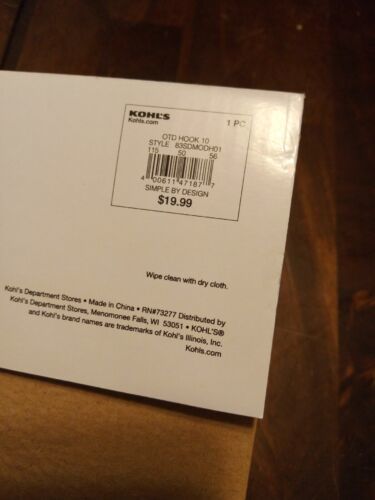 KOHL'S 1 PC
Kohls.com
OTD HOOK 10
STYLE 83SDMODH01
115 50 56
4 00611 47187 7
SIMPLE BY DESIGN
$19.99
Wipe clean with dry cloth.
Kohl's Department Stores • Made in China • RN#73277 Distributed by
Kohl's Department Stores, Menomonee Falls, WI 53051 • KOHL'S®
and Kohl's brand names are trademarks of Kohl's Illinois, Inc.
Kohls.com